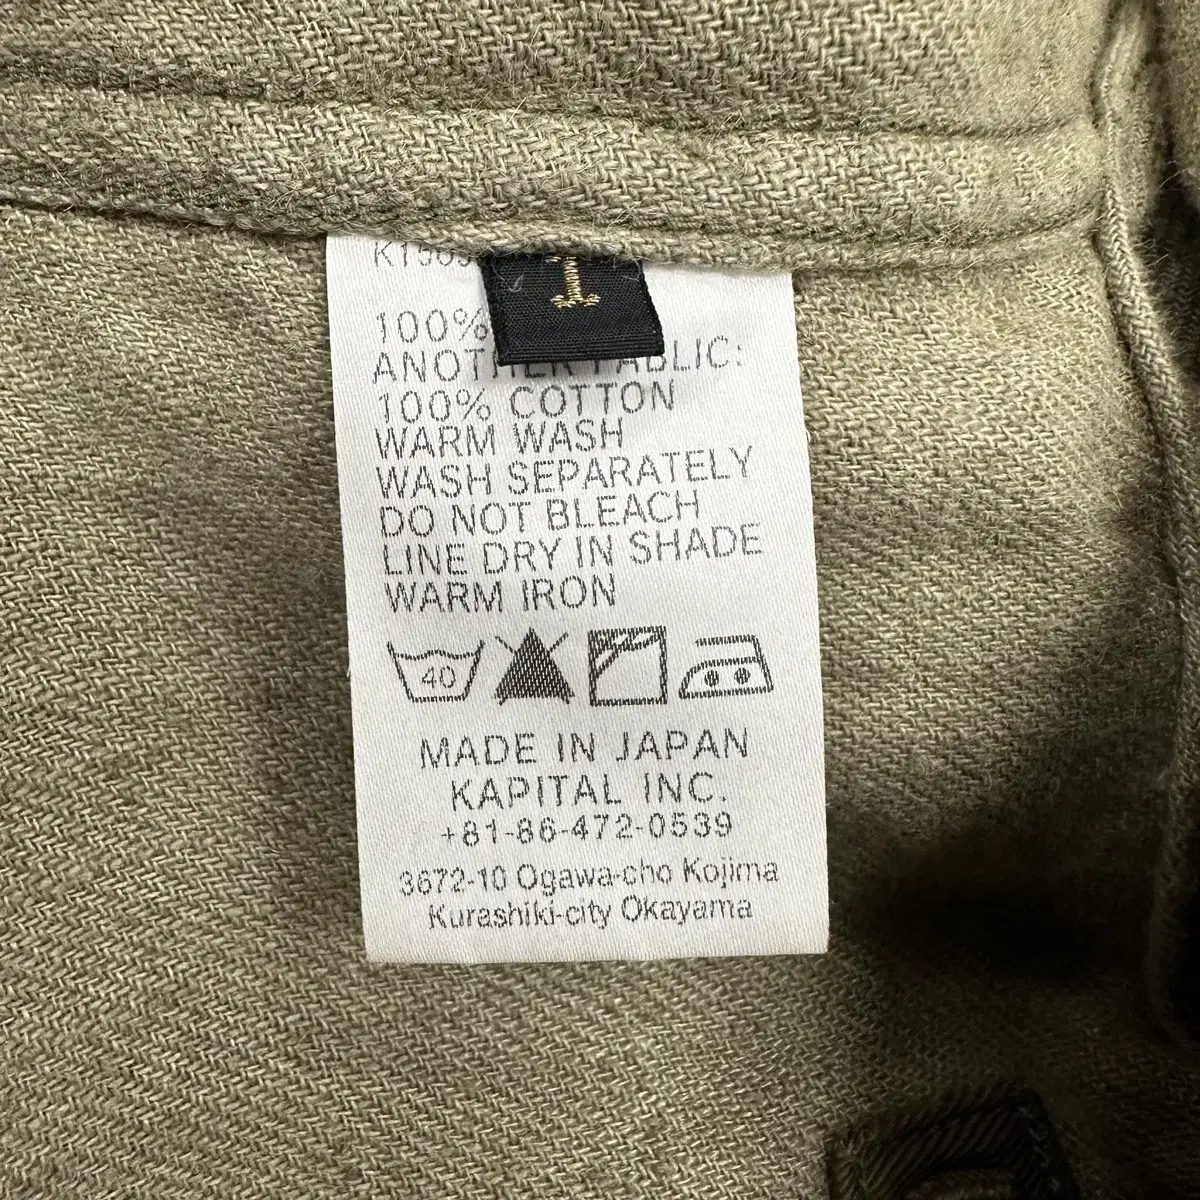 1
100%
ANOTHER FABLIC:
100% COTTON
WARM WASH
WASH SEPARATELY
DO NOT BLEACH
LINE DRY IN SHADE
WARM IRON
40
MADE IN JAPAN
KAPITAL INC.
+81-86-472-0539
3672-10 Ogawa-cho Kojima
Kurashiki-city Okayama